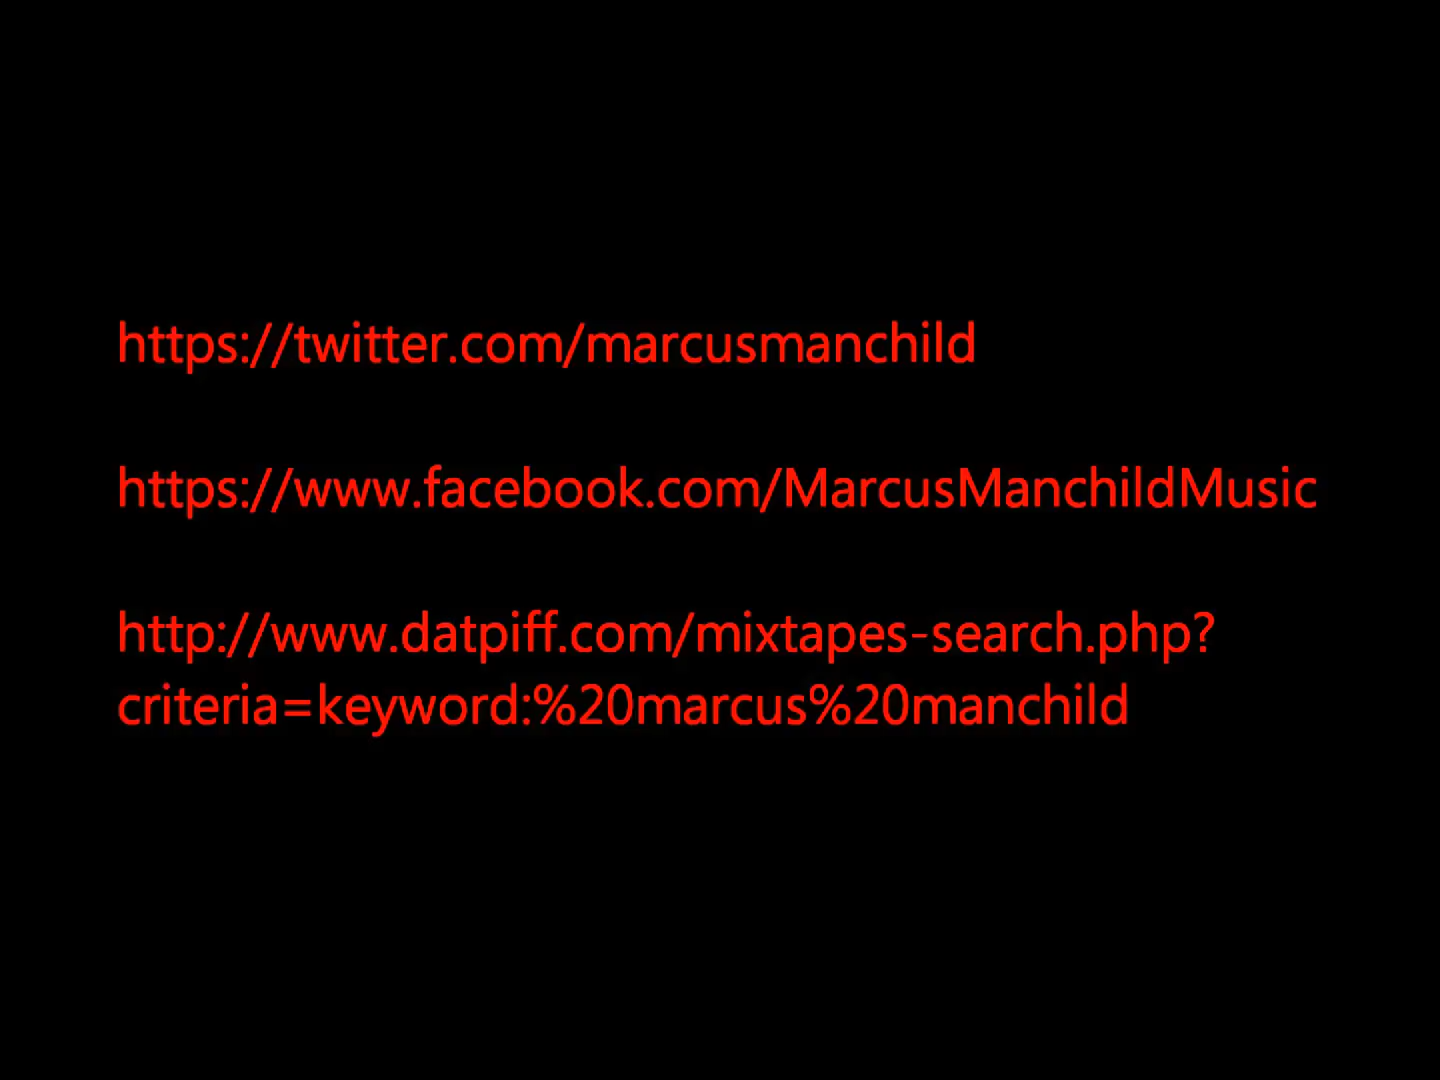 https://twitter.com/marcusmanchild
https://www.facebook.com/MarcusManchildMusic
http://www.datpiff.com/mixtapes-search.php?
criteria=keyword:%20marcus%20manchild